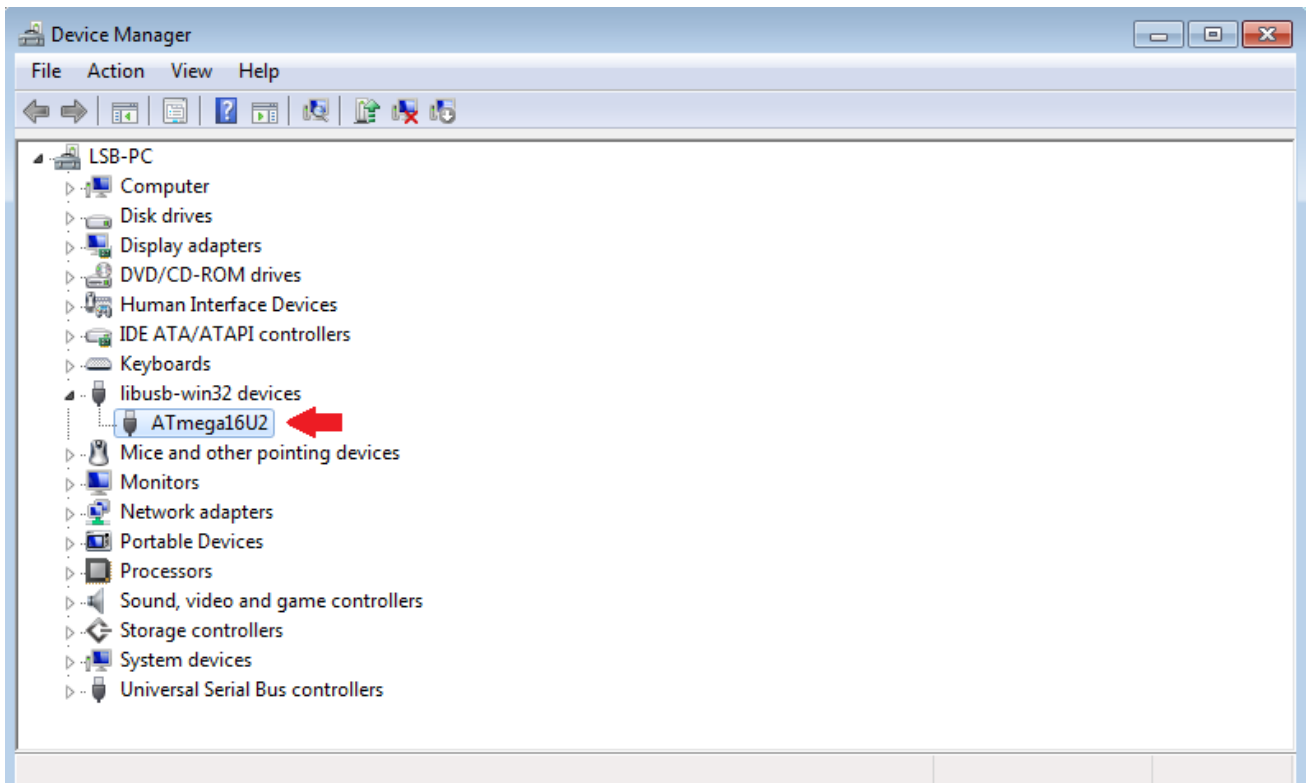 Device Manager
File Action View Help
LSB-PC
Computer
Disk drives
Display adapters
DVD/CD-ROM drives
Human Interface Devices
IDE ATA/ATAPI controllers
Keyboards
libusb-win32 devices
ATmega16U2
Mice and other pointing devices
Monitors
Network adapters
Portable Devices
Processors
Sound, video and game controllers
Storage controllers
System devices
Universal Serial Bus controllers